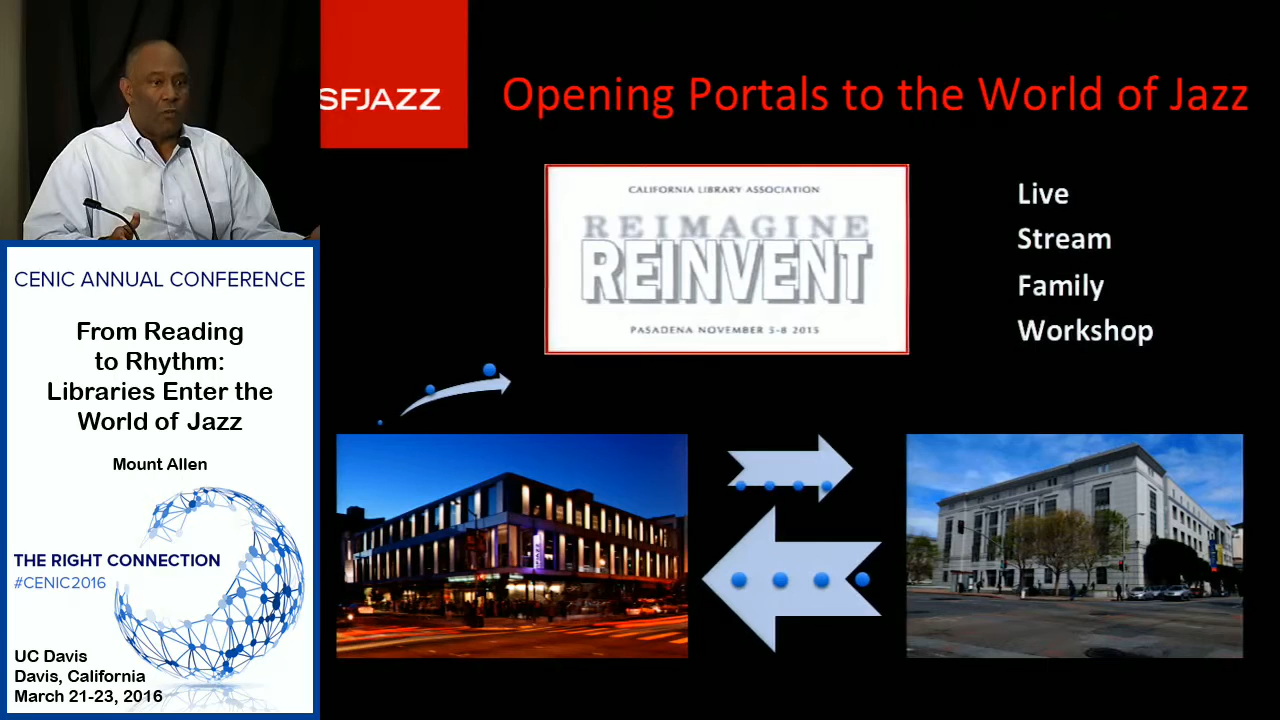 SFJAZZ
Opening Portals to the World of Jazz
CALIFORNIA LIBRARY ASSOCIATION
REIMAGINE
REINVENT
PASADENA NOVEMBER 5-8 2015
Live
Stream
Family
Workshop
CENIC ANNUAL CONFERENCE
From Reading
to Rhythm:
Libraries Enter the
World of Jazz
Mount Allen
THE RIGHT CONNECTION
#CENIC2016
UC Davis
Davis, California
March 21-23, 2016